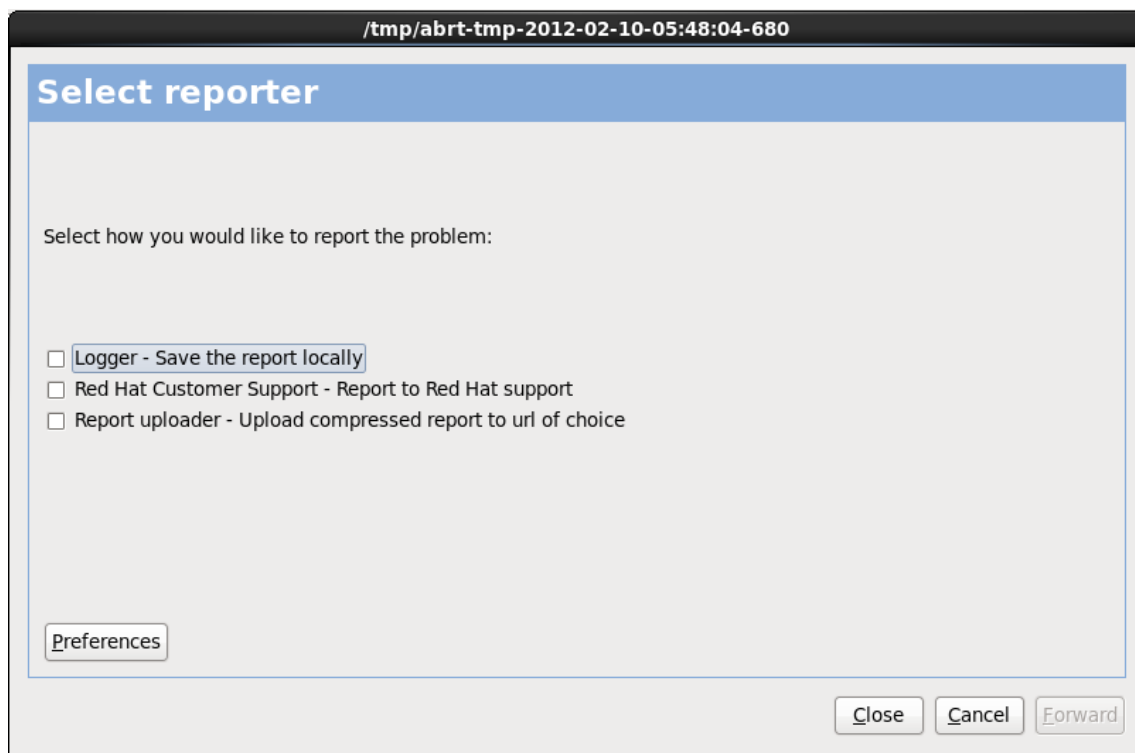 /tmp/abrt-tmp-2012-02-10-05:48:04-680
Select reporter
Select how you would like to report the problem:
Logger - Save the report locally
Red Hat Customer Support - Report to Red Hat support
Report uploader - Upload compressed report to url of choice
Preferences
Close Cancel Forward